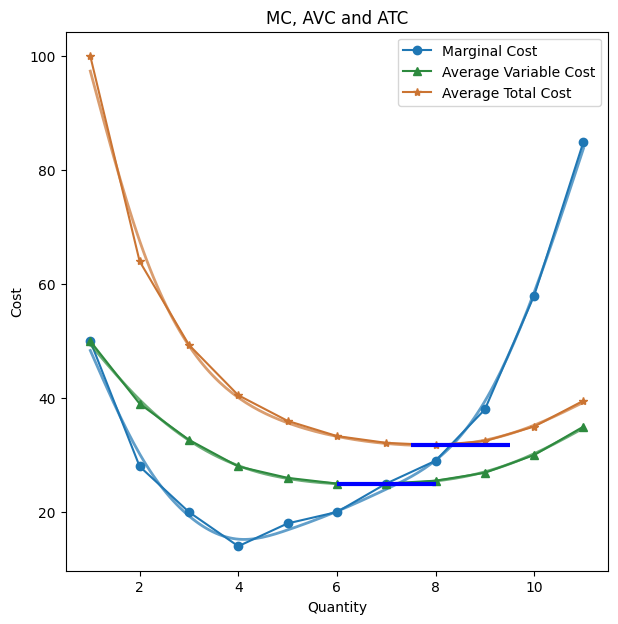 MC, AVC and ATC
Marginal Cost
Average Variable Cost
Average Total Cost
100
80
60
40
20
Cost
2 4 6 8 10
Quantity